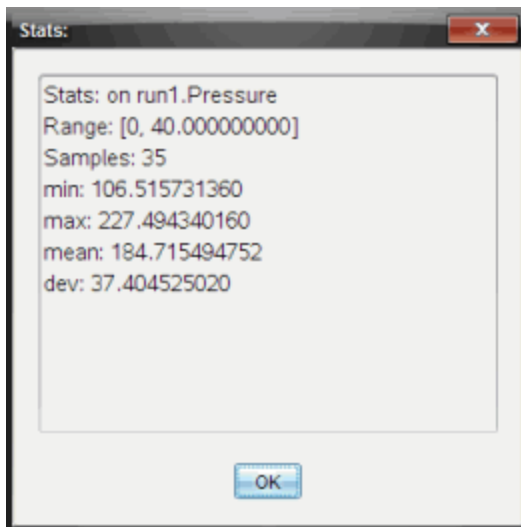 Stats:
Stats: on run1.Pressure
Range: [0, 40.000000000]
Samples: 35
min: 106.515731360
max: 227.494340160
mean: 184.715494752
dev: 37.404525020
OK